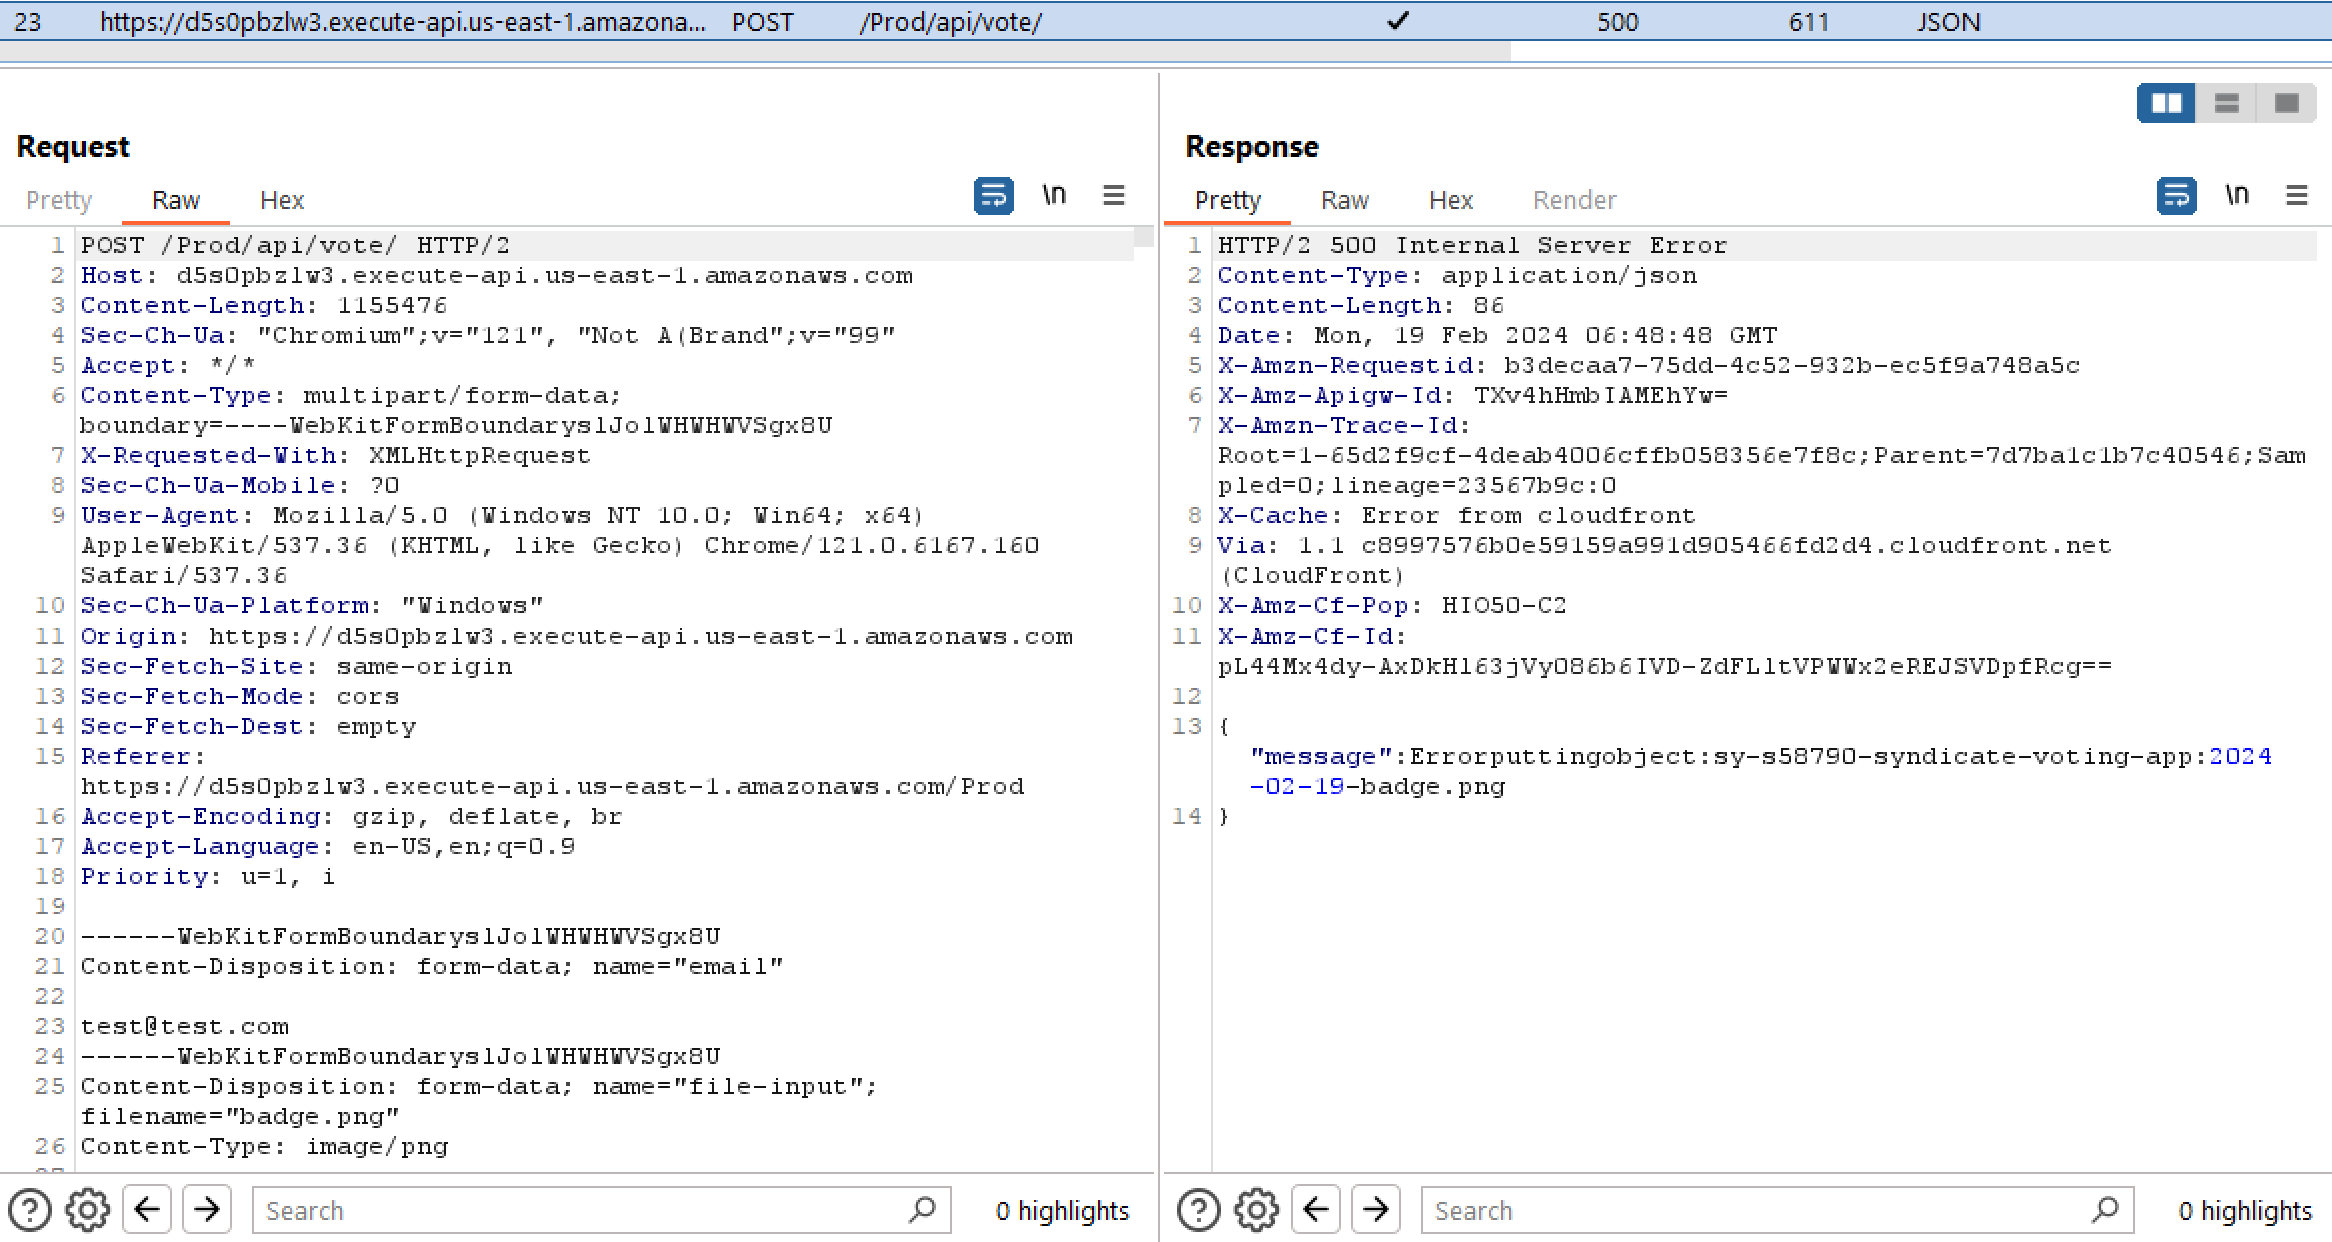 23 https://d5s0pbzlw3.execute-api.us-east-1.amazona... POST /Prod/api/vote/ 500 611 JSON
Request
Pretty Raw Hex \n
1 POST /Prod/api/vote/ HTTP/2
2 Host: d5s0pbzlw3.execute-api.us-east-1.amazonaws.com
3 Content-Length: 1155476
4 Sec-Ch-Ua: "Chromium";v="121", "Not A(Brand";v="99"
5 Accept: */*
6 Content-Type: multipart/form-data;
boundary=----WebKitFormBoundaryslJolWHWHWVSgx8U
7 X-Requested-With: XMLHttpRequest
8 Sec-Ch-Ua-Mobile: ?0
9 User-Agent: Mozilla/5.0 (Windows NT 10.0; Win64; x64)
AppleWebKit/537.36 (KHTML, like Gecko) Chrome/121.0.6167.160
Safari/537.36
10 Sec-Ch-Ua-Platform: "Windows"
11 Origin: https://d5s0pbzlw3.execute-api.us-east-1.amazonaws.com
12 Sec-Fetch-Site: same-origin
13 Sec-Fetch-Mode: cors
14 Sec-Fetch-Dest: empty
15 Referer:
https://d5s0pbzlw3.execute-api.us-east-1.amazonaws.com/Prod
16 Accept-Encoding: gzip, deflate, br
17 Accept-Language: en-US,en;q=0.9
18 Priority: u=1, i
19
20 ------WebKitFormBoundaryslJolWHWHWVSgx8U
21 Content-Disposition: form-data; name="email"
22
23 test@test.com
24 ------WebKitFormBoundaryslJolWHWHWVSgx8U
25 Content-Disposition: form-data; name="file-input";
filename="badge.png"
26 Content-Type: image/png
Search 0 highlights
Response
Pretty Raw Hex Render \n
1 HTTP/2 500 Internal Server Error
2 Content-Type: application/json
3 Content-Length: 86
4 Date: Mon, 19 Feb 2024 06:48:48 GMT
5 X-Amzn-Requestid: b3decaa7-75dd-4c52-932b-ec5f9a748a5c
6 X-Amz-Apigw-Id: TXv4hHmbIAMEhYw=
7 X-Amzn-Trace-Id:
Root=1-65d2f9cf-4deab4006cffb058356e7f8c;Parent=7d7ba1c1b7c40546;Sam
pled=0;lineage=23567b9c:0
8 X-Cache: Error from cloudfront
9 Via: 1.1 c8997576b0e59159a991d905466fd2d4.cloudfront.net
(CloudFront)
10 X-Amz-Cf-Pop: HIO50-C2
11 X-Amz-Cf-Id:
pL44Mx4dy-AxDkHl63jVyO86b6IVD-ZdFLltVPWWx2eREJSVDpfRcg==
12
13 {
"message":Errorputtingobject:sy-s58790-syndicate-voting-app:2024
-02-19-badge.png
14 }
Search 0 highlights